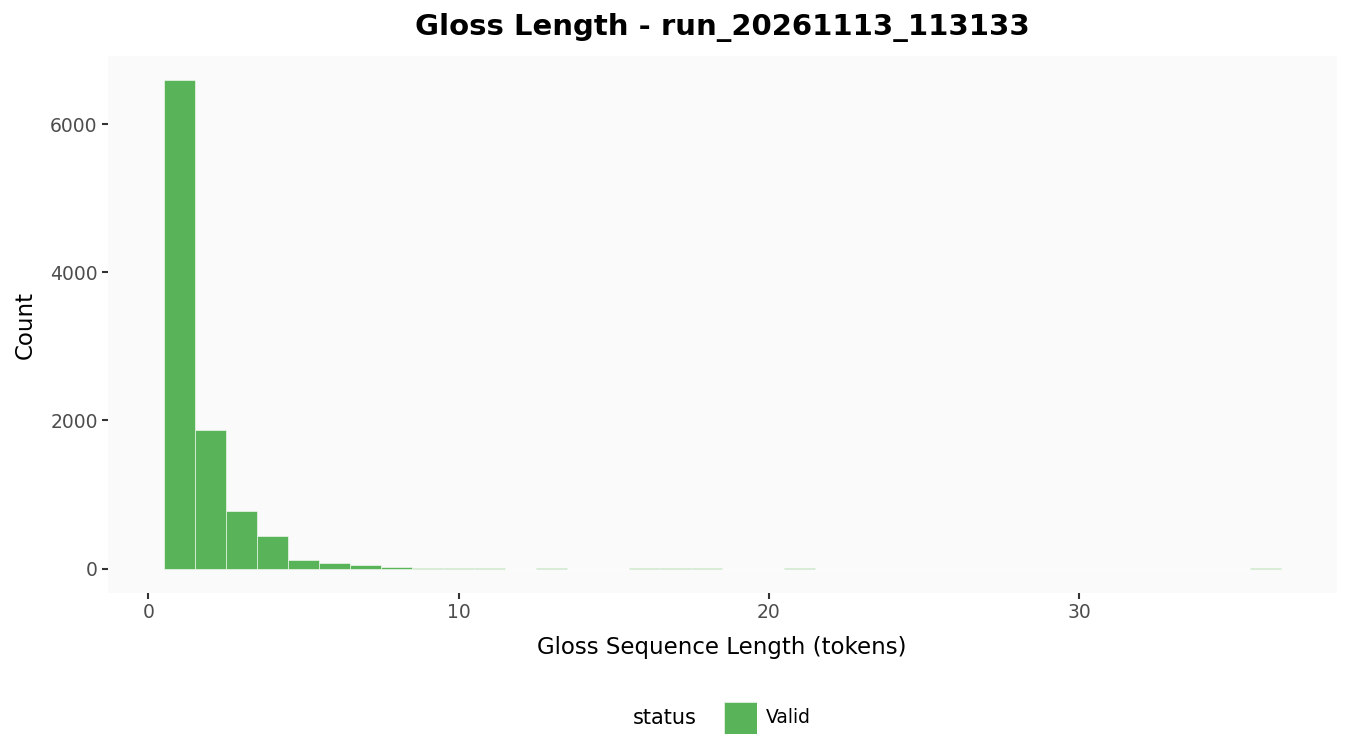 Gloss Length - run_20261113_113133
Count
6000
4000
2000
0
0 10 20 30
Gloss Sequence Length (tokens)
status Valid